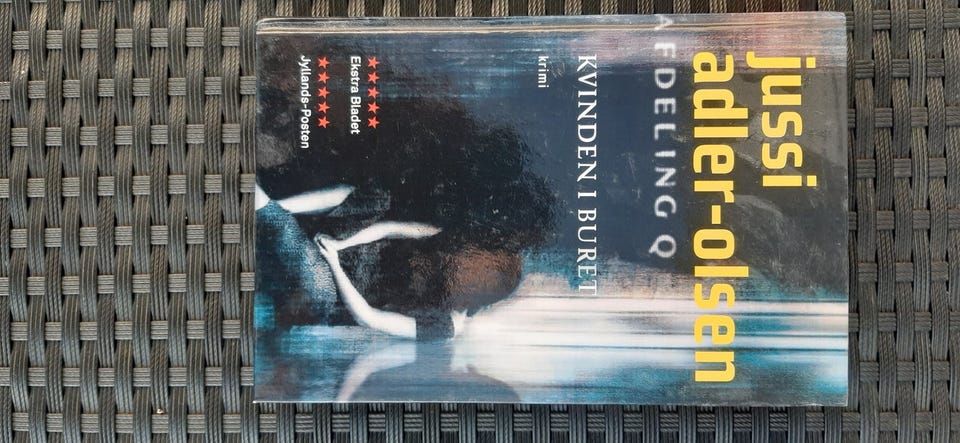 jussi
adler-olsen
AFDELING Q
KVINDEN I BURET
krimi
★★★★★
Ekstra Bladet
★★★★★
Jyllands-Posten